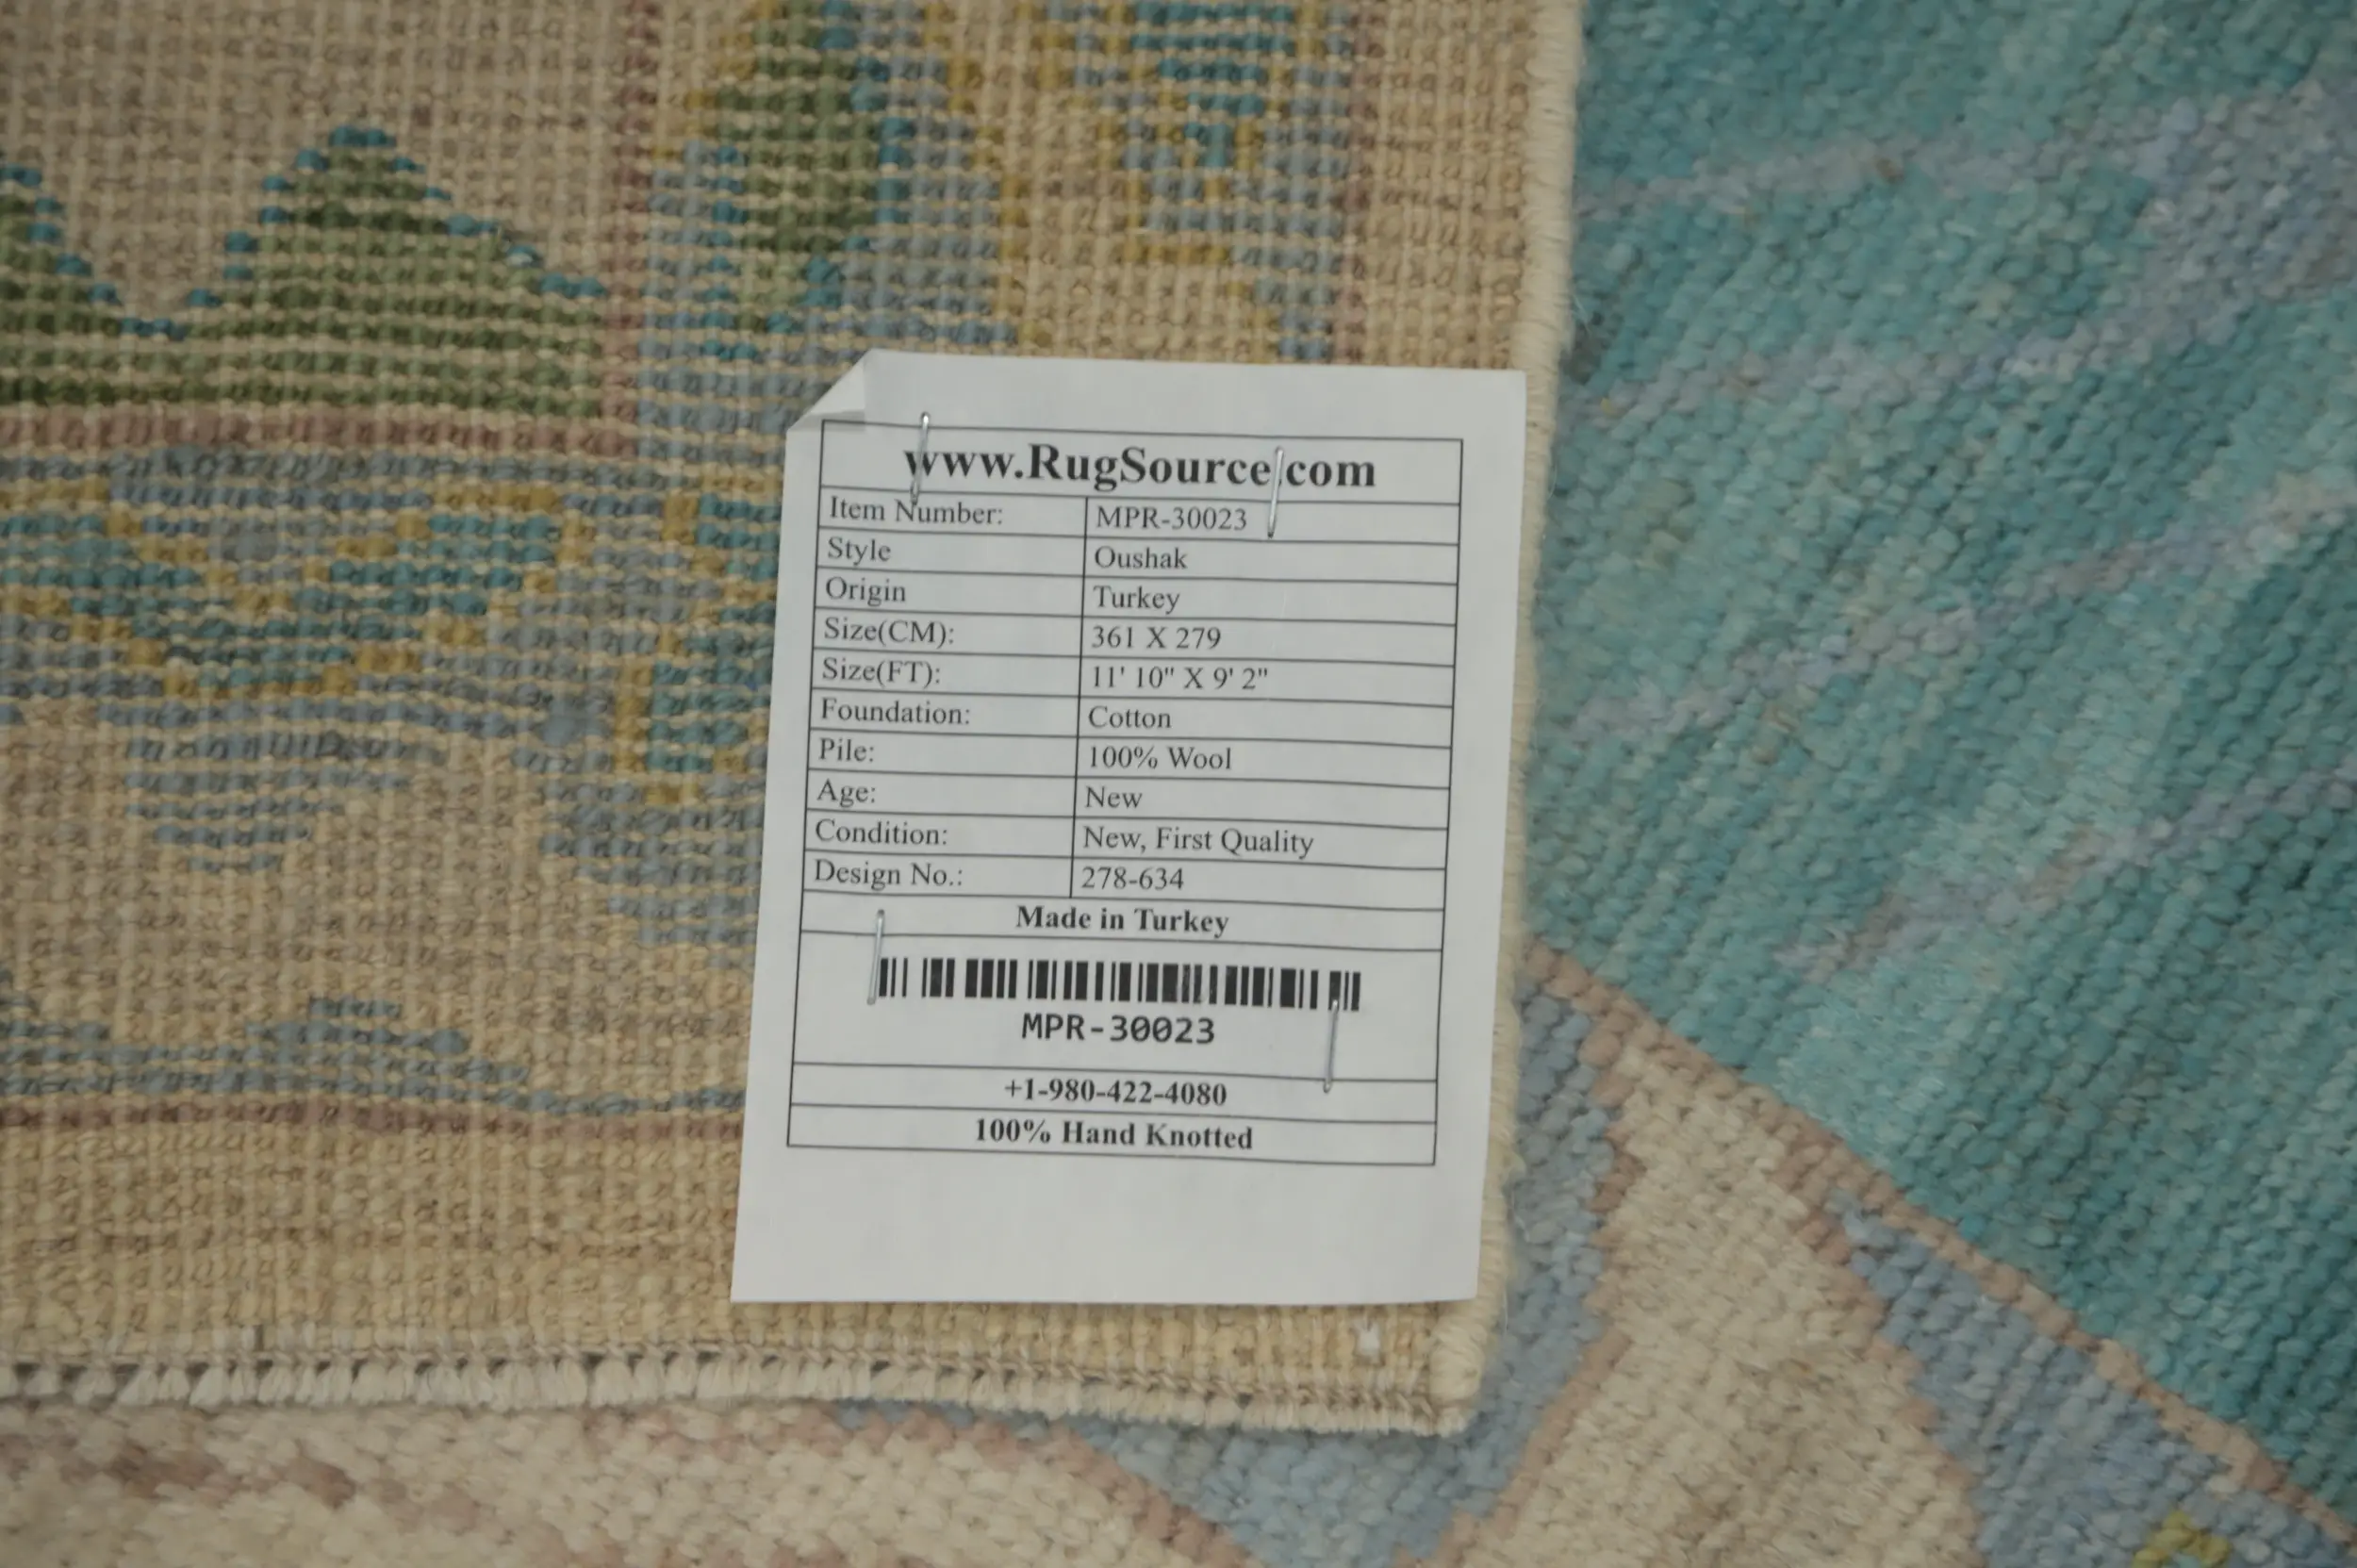 www.RugSource.com
Item Number: MPR-30023
Style Oushak
Origin Turkey
Size(CM): 361 X 279
Size(FT): 11' 10" X 9' 2"
Foundation: Cotton
Pile: 100% Wool
Age: New
Condition: New, First Quality
Design No.: 278-634
Made in Turkey
MPR-30023
+1-980-422-4080
100% Hand Knotted